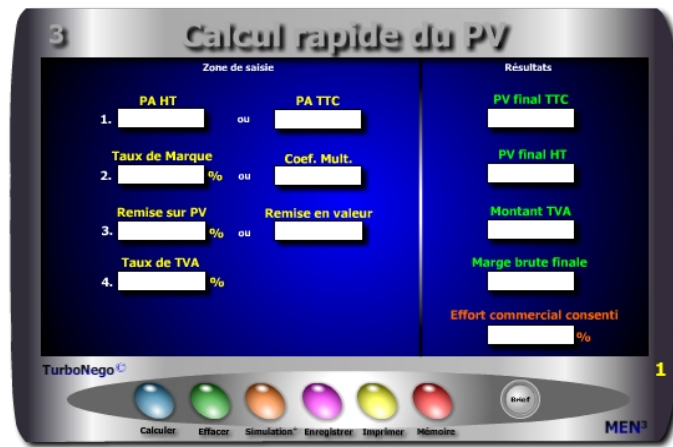 3 Calcul rapide du PV
Zone de saisie Résultats
PA HT PA TTC PV final TTC
1. ou
Taux de Marque Coef. Mult. PV final HT
2. % ou
Remise sur PV Remise en valeur Montant TVA
3. % ou
Taux de TVA Marge brute finale
4. %
Effort commercial consenti
%
TurboNego© 1
Brief
Calculer Effacer Simulation+ Enregistrer Imprimer Mémoire MEN³